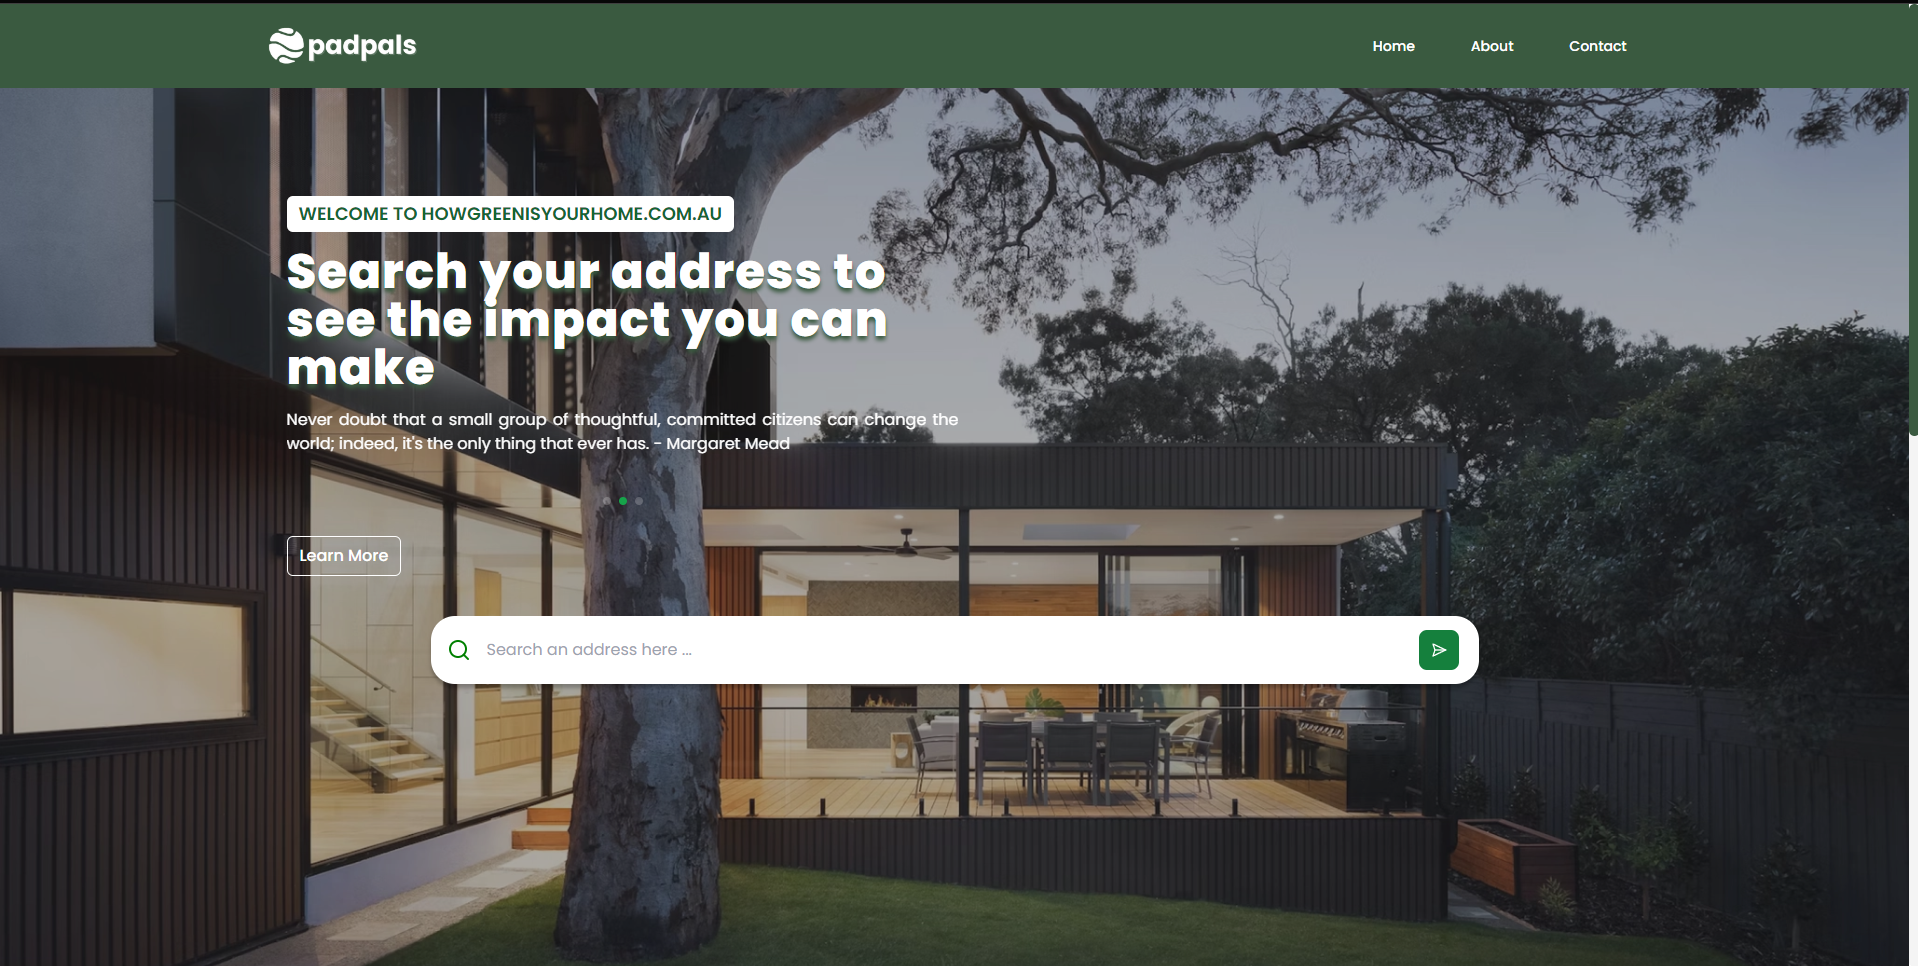 padpals
Home
About
Contact
WELCOME TO HOWGREENISYOURHOME.COM.AU
Search your address to
see the impact you can
make
Never doubt that a small group of thoughtful, committed citizens can change the
world; indeed, it's the only thing that ever has. - Margaret Mead
Learn More
Search an address here ...